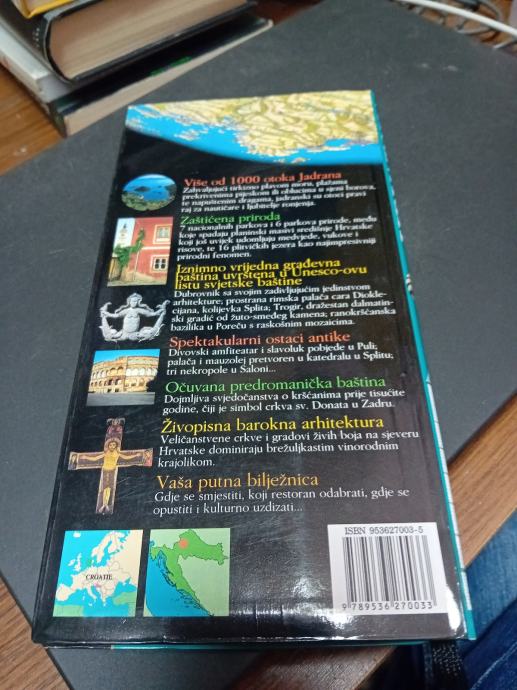 Više od 1000 otoka Jadrana
Zahvaljujući tirkizno plavom moru, plažama
prekrivenima pijeskom ili oblucima u sjeni borova,
te napuštenim dragama, jadranski su otoci pravi
raj za nautičare i ljubitelje ronjenja.
Zaštićena priroda
7 nacionalnih parkova i 6 parkova prirode, među
koje spadaju planinski masivi središnje Hrvatske
koji još uvijek udomljuju medvjede, vukove i
risove, te 16 plitvičkih jezera kao najimpresivniji
prirodni fenomen.
Iznimno vrijedna građevna
baština uvrštena u Unesco-ovu
listu svjetske baštine
Dubrovnik sa svojim zadivljujućim jedinstvom
arhitekture; prostrana rimska palača cara Diokle-
cijana, kolijevka Splita; Trogir, dražestan dalmatin-
ski gradić od žuto-smeđeg kamena; ranokršćanska
bazilika u Poreču s raskošnim mozaicima.
Spektakularni ostaci antike
Divovski amfiteatar i slavoluk pobjede u Puli;
palača i mauzolej pretvoren u katedralu u Splitu;
tri nekropole u Saloni...
Očuvana predromanička baština
Dojmljiva svjedočanstva o kršćanima prije tisućite
godine, čiji je simbol crkva sv. Donata u Zadru.
Živopisna barokna arhitektura
Veličanstvene crkve i gradovi živih boja na sjeveru
Hrvatske dominiraju brežuljkastim vinorodnim
krajolikom.
Vaša putna bilježnica
Gdje se smjestiti, koji restoran odabrati, gdje se
opustiti i kulturno uzdizati...
CROATIE
ISBN 953627003-5
9 789536 270033